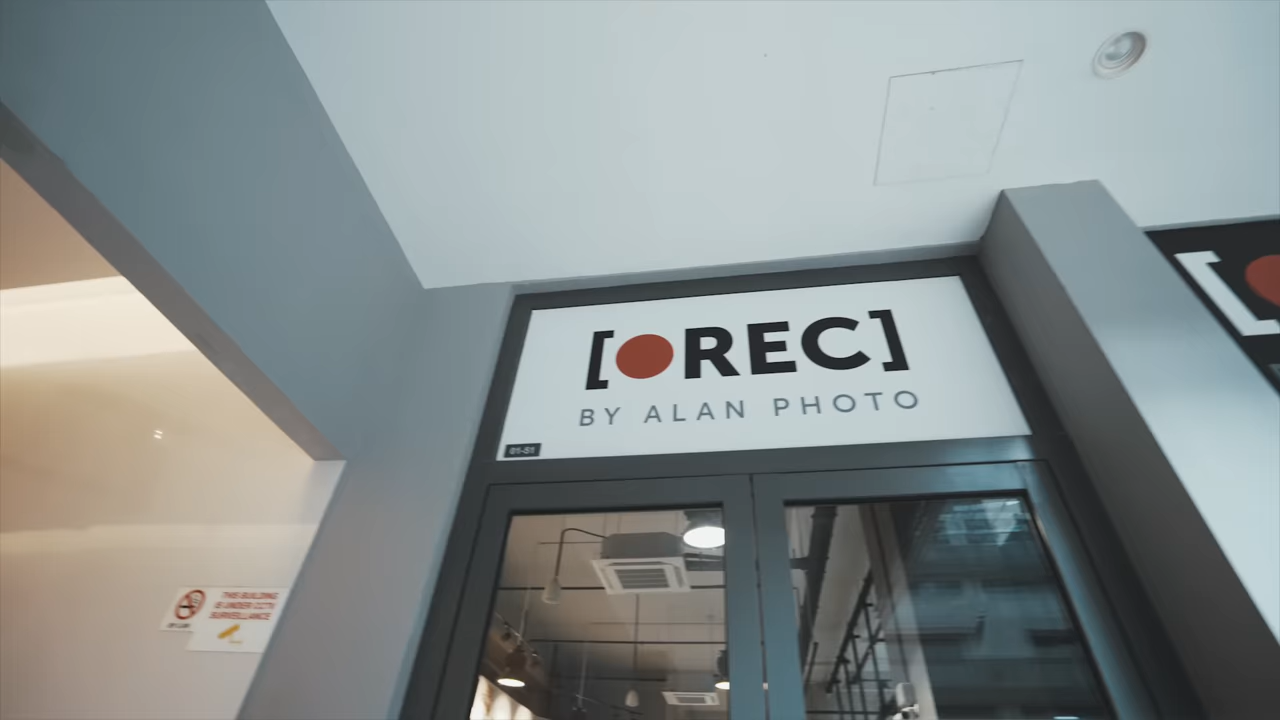 [●REC]
BY ALAN PHOTO
01-51
THIS BUILDING
IS UNDER CCTV
SURVEILLANCE